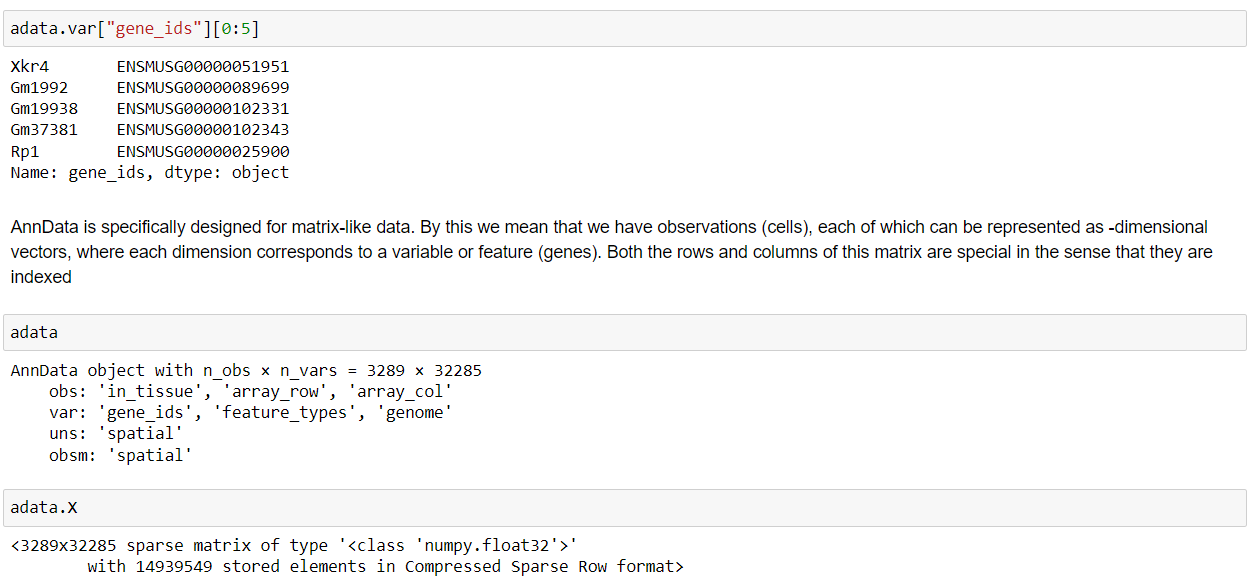 adata.var["gene_ids"][0:5]
Xkr4       ENSMUSG00000051951
Gm1992     ENSMUSG00000089699
Gm19938    ENSMUSG00000102331
Gm37381    ENSMUSG00000102343
Rp1        ENSMUSG00000025900
Name: gene_ids, dtype: object
AnnData is specifically designed for matrix-like data. By this we mean that we have observations (cells), each of which can be represented as -dimensional
vectors, where each dimension corresponds to a variable or feature (genes). Both the rows and columns of this matrix are special in the sense that they are
indexed
adata
AnnData object with n_obs × n_vars = 3289 × 32285
    obs: 'in_tissue', 'array_row', 'array_col'
    var: 'gene_ids', 'feature_types', 'genome'
    uns: 'spatial'
    obsm: 'spatial'
adata.X
<3289x32285 sparse matrix of type '<class 'numpy.float32'>'
        with 14939549 stored elements in Compressed Sparse Row format>